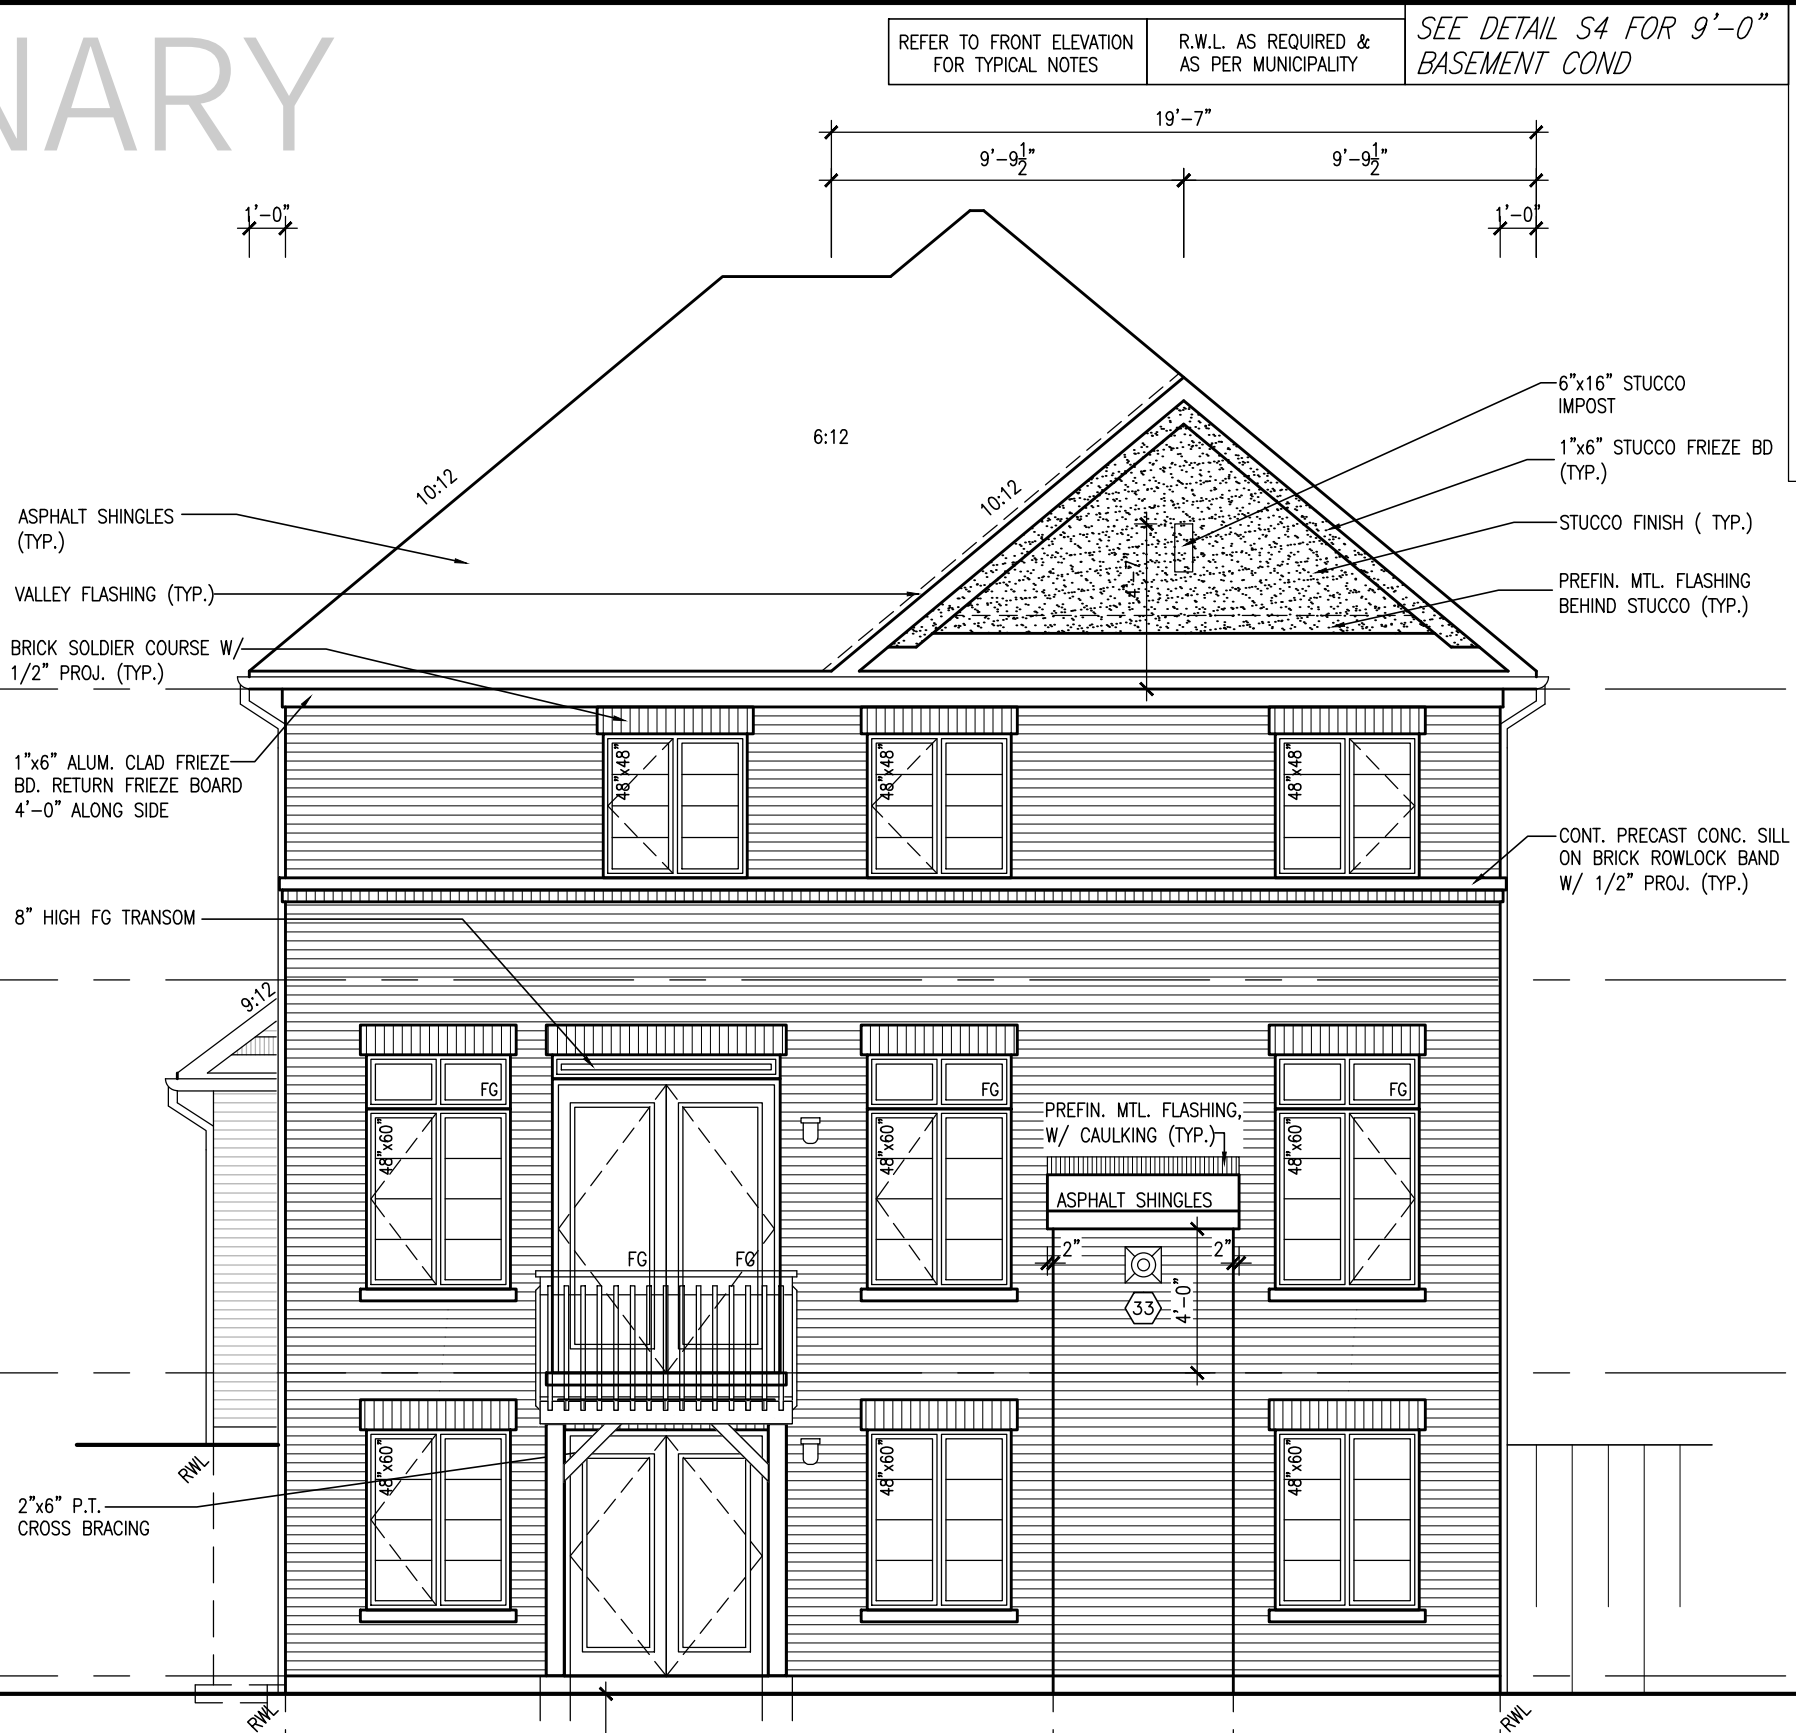 NARY
REFER TO FRONT ELEVATION
FOR TYPICAL NOTES
R.W.L. AS REQUIRED &
AS PER MUNICIPALITY
SEE DETAIL S4 FOR 9'-0"
BASEMENT COND
19'-7"
9'-9 1/2"
9'-9 1/2"
1'-0"
1'-0"
6"x16" STUCCO
IMPOST
6:12
1"x6" STUCCO FRIEZE BD
(TYP.)
10:12
10:12
ASPHALT SHINGLES
(TYP.)
STUCCO FINISH ( TYP.)
4'-7"
VALLEY FLASHING (TYP.)
PREFIN. MTL. FLASHING
BEHIND STUCCO (TYP.)
BRICK SOLDIER COURSE W/
1/2" PROJ. (TYP.)
1"x6" ALUM. CLAD FRIEZE
BD. RETURN FRIEZE BOARD
4'-0" ALONG SIDE
48"x48"
48"x48"
48"x48"
CONT. PRECAST CONC. SILL
ON BRICK ROWLOCK BAND
W/ 1/2" PROJ. (TYP.)
8" HIGH FG TRANSOM
9:12
FG
FG
FG
PREFIN. MTL. FLASHING,
W/ CAULKING (TYP.)
48"x60"
48"x60"
48"x60"
ASPHALT SHINGLES
FG
FG
2"
2"
33
4'-0"
48"x60"
48"x60"
48"x60"
RWL
2"x6" P.T.
CROSS BRACING
RWL
RWL